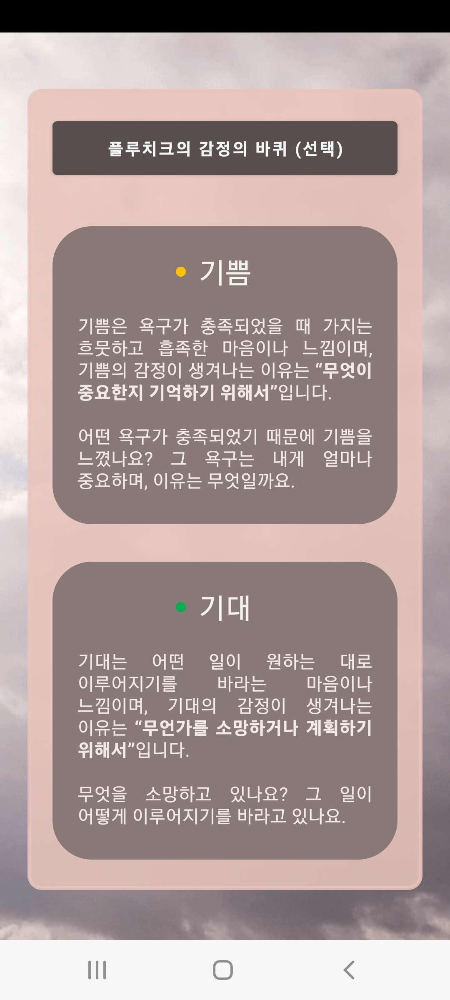 플루치크의 감정의 바퀴 (선택)
기쁨
기쁨은 욕구가 충족되었을 때 가지는
흐뭇하고 흡족한 마음이나 느낌이며,
기쁨의 감정이 생겨나는 이유는 “무엇이
중요한지 기억하기 위해서”입니다.
어떤 욕구가 충족되었기 때문에 기쁨을
느꼈나요? 그 욕구는 내게 얼마나
중요하며, 이유는 무엇일까요.
기대
기대는 어떤 일이 원하는 대로
이루어지기를 바라는 마음이나
느낌이며, 기대의 감정이 생겨나는
이유는 “무언가를 소망하거나 계획하기
위해서”입니다.
무엇을 소망하고 있나요? 그 일이
어떻게 이루어지기를 바라고 있나요.